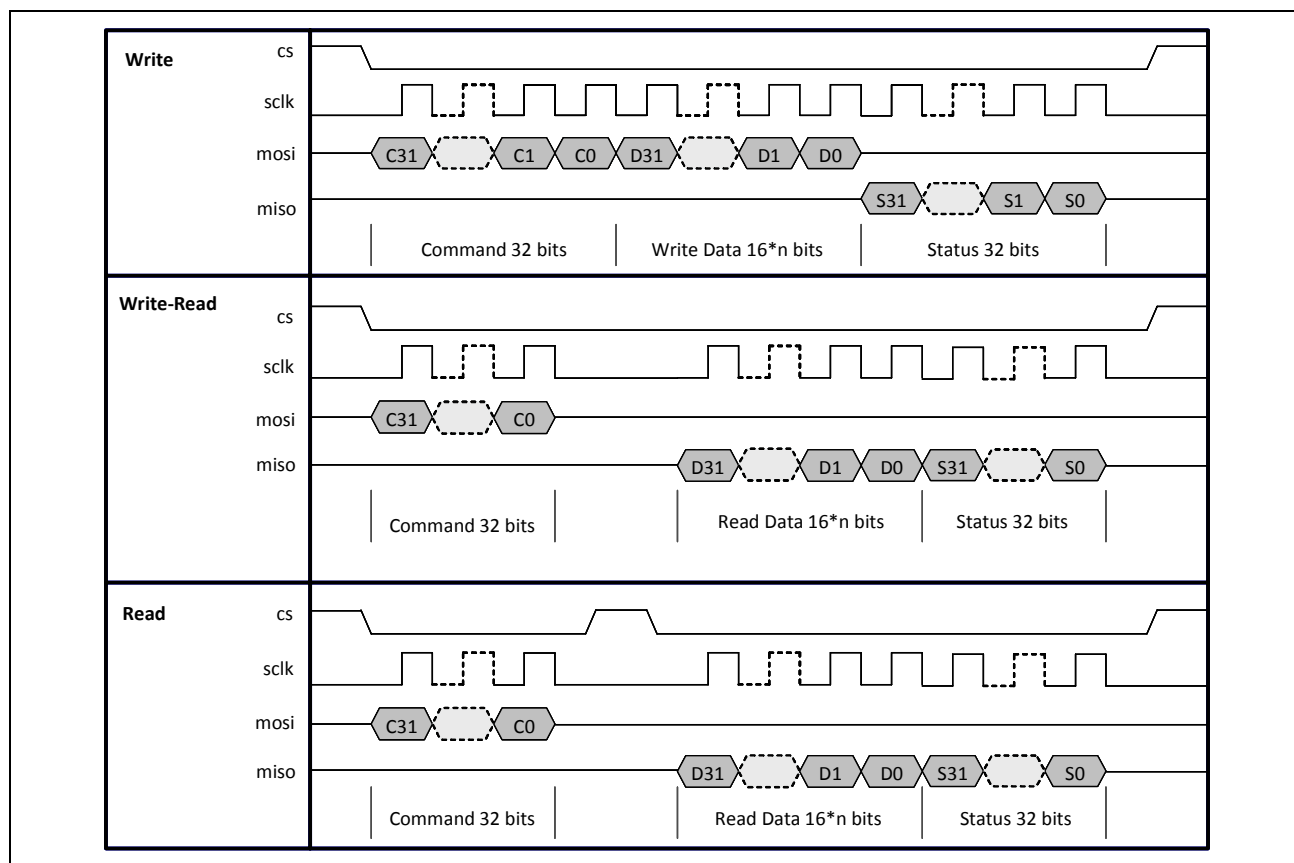 Write
cs
sclk
mosi
C31 C1 C0 D31 D1 D0
miso
S31 S1 S0
Command 32 bits Write Data 16*n bits Status 32 bits
Write-Read
cs
sclk
mosi
C31 C0
miso
D31 D1 D0 S31 S0
Command 32 bits Read Data 16*n bits Status 32 bits
Read
cs
sclk
mosi
C31 C0
miso
D31 D1 D0 S31 S0
Command 32 bits Read Data 16*n bits Status 32 bits